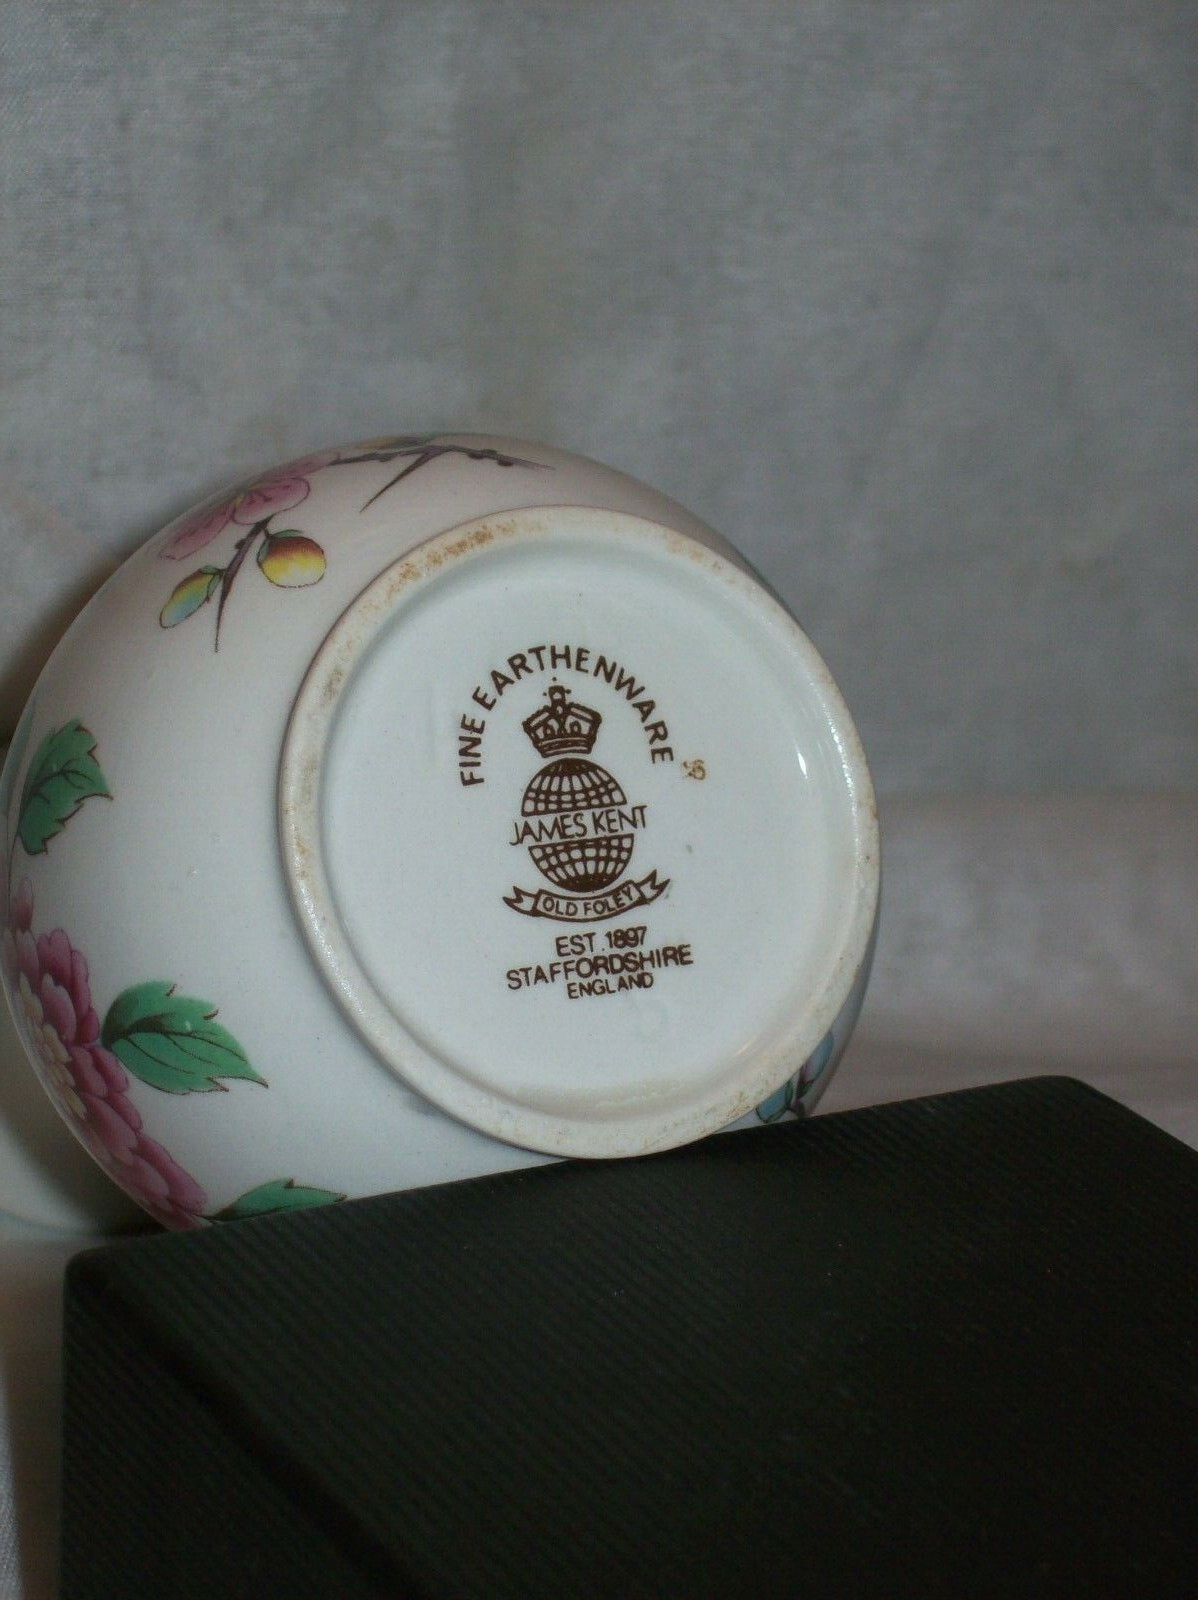 FINE EARTHENWARE
JAMES KENT
OLD FOLEY
EST. 1897
STAFFORDSHIRE
ENGLAND